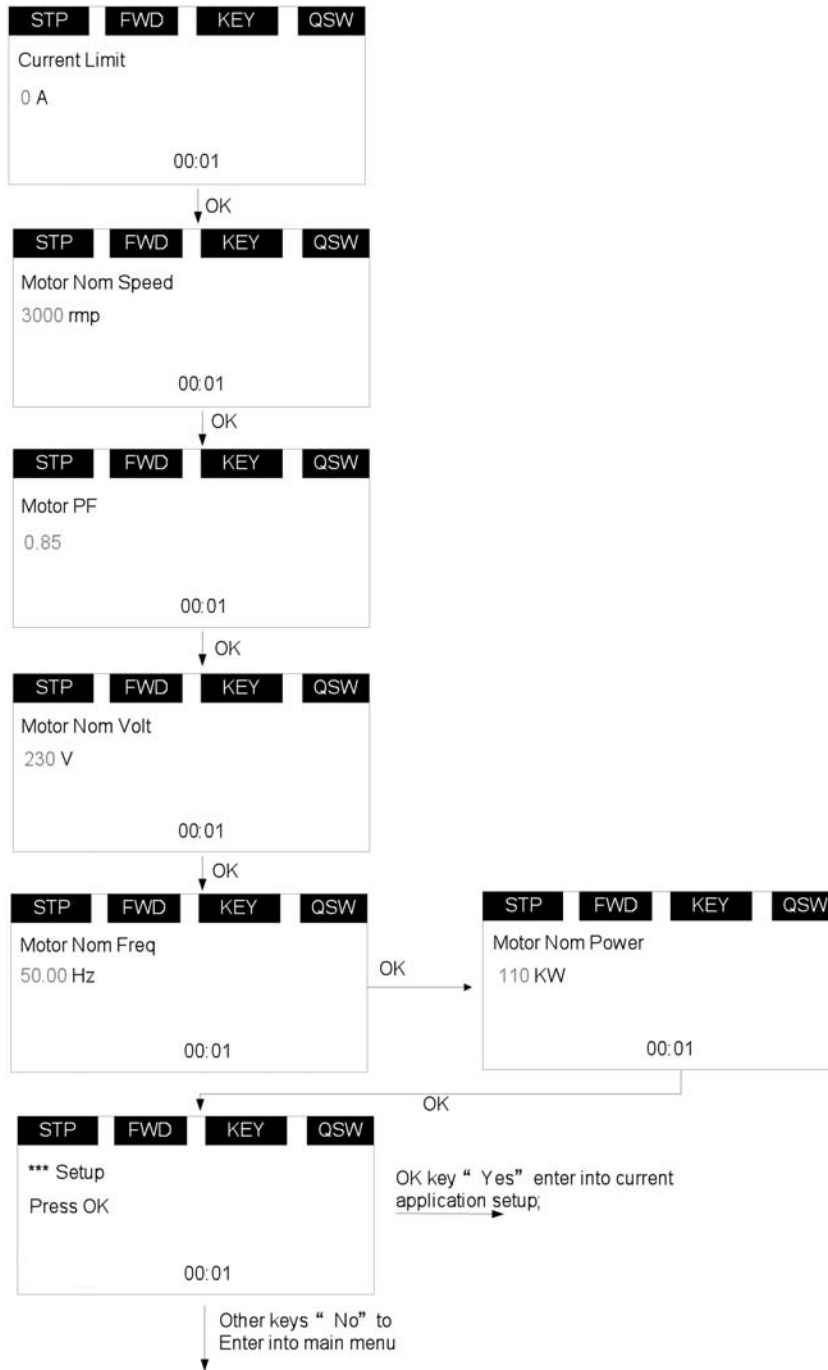 STP FWD KEY QSW
Current Limit
0 A
00:01
OK
STP FWD KEY QSW
Motor Nom Speed
3000 rmp
00:01
OK
STP FWD KEY QSW
Motor PF
0.85
00:01
OK
STP FWD KEY QSW
Motor Nom Volt
230 V
00:01
OK
STP FWD KEY QSW
Motor Nom Freq
50.00 Hz
00:01
OK
STP FWD KEY QSW
Motor Nom Power
110 KW
00:01
OK
STP FWD KEY QSW
*** Setup
Press OK
00:01
OK key “ Yes” enter into current
application setup;
Other keys “ No” to
Enter into main menu